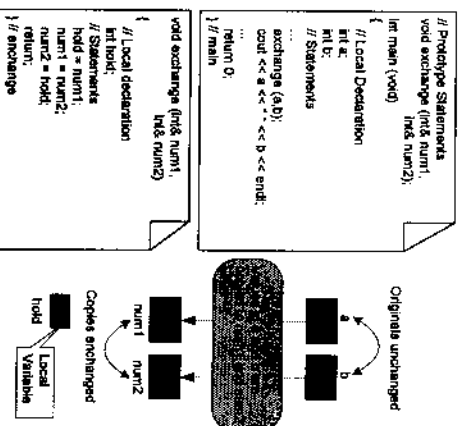 // Prototype Statements
void exchange (int& num1,
int& num2);
int main (void)
{
// Local Declaration
int a;
int b;
// Statements
...
exchange (a,b);
cout << a << " " << b << endl;
...
return 0;
} // main
void exchange (int& num1,
int& num2)
{
// Local declaration
int hold;
// Statements
hold = num1;
num1 = num2;
num2 = hold;
return;
} // exchange
Originals unchanged
a
b
num1
num2
Copies exchanged
hold
Local
Variable